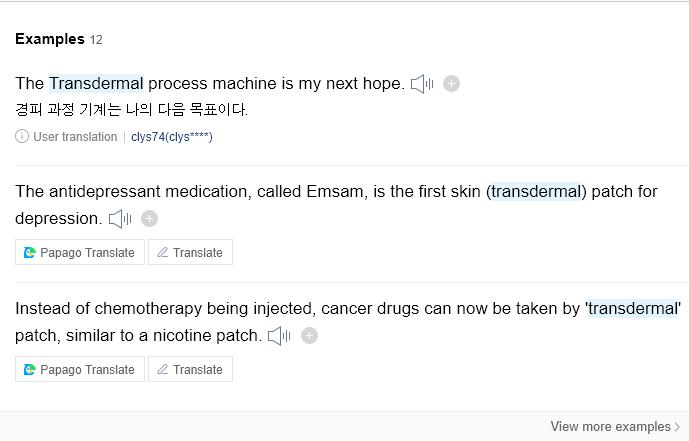 Examples 12
The Transdermal process machine is my next hope.
경피 과정 기계는 나의 다음 목표이다.
User translation | clys74(clys****)
The antidepressant medication, called Emsam, is the first skin (transdermal) patch for
depression.
Papago Translate Translate
Instead of chemotherapy being injected, cancer drugs can now be taken by 'transdermal'
patch, similar to a nicotine patch.
Papago Translate Translate
View more examples